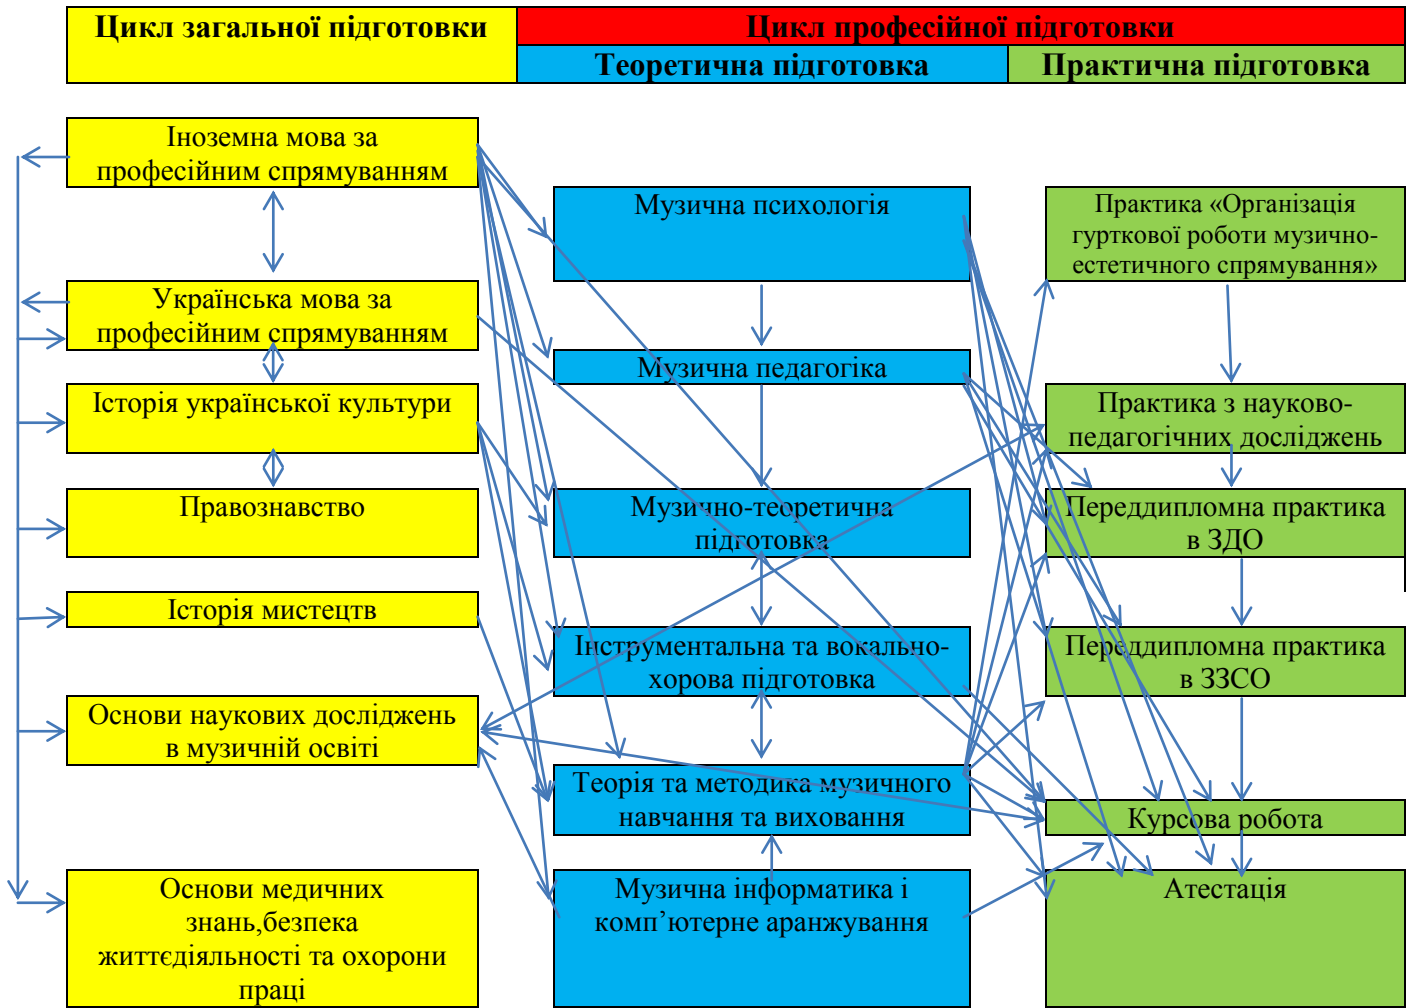 Цикл загальної підготовки
Цикл професійної підготовки
Теоретична підготовка
Практична підготовка
Іноземна мова за
професійним спрямуванням
Українська мова за
професійним спрямуванням
Історія української культури
Правознавство
Історія мистецтв
Основи наукових досліджень
в музичній освіті
Основи медичних
знань,безпека
життєдіяльності та охорони
праці
Музична психологія
Музична педагогіка
Музично-теоретична
підготовка
Інструментальна та вокально-
хорова підготовка
Теорія та методика музичного
навчання та виховання
Музична інформатика і
комп’ютерне аранжування
Практика «Організація
гурткової роботи музично-
естетичного спрямування»
Практика з науково-
педагогічних досліджень
Переддипломна практика
в ЗДО
Переддипломна практика
в ЗЗСО
Курсова робота
Атестація